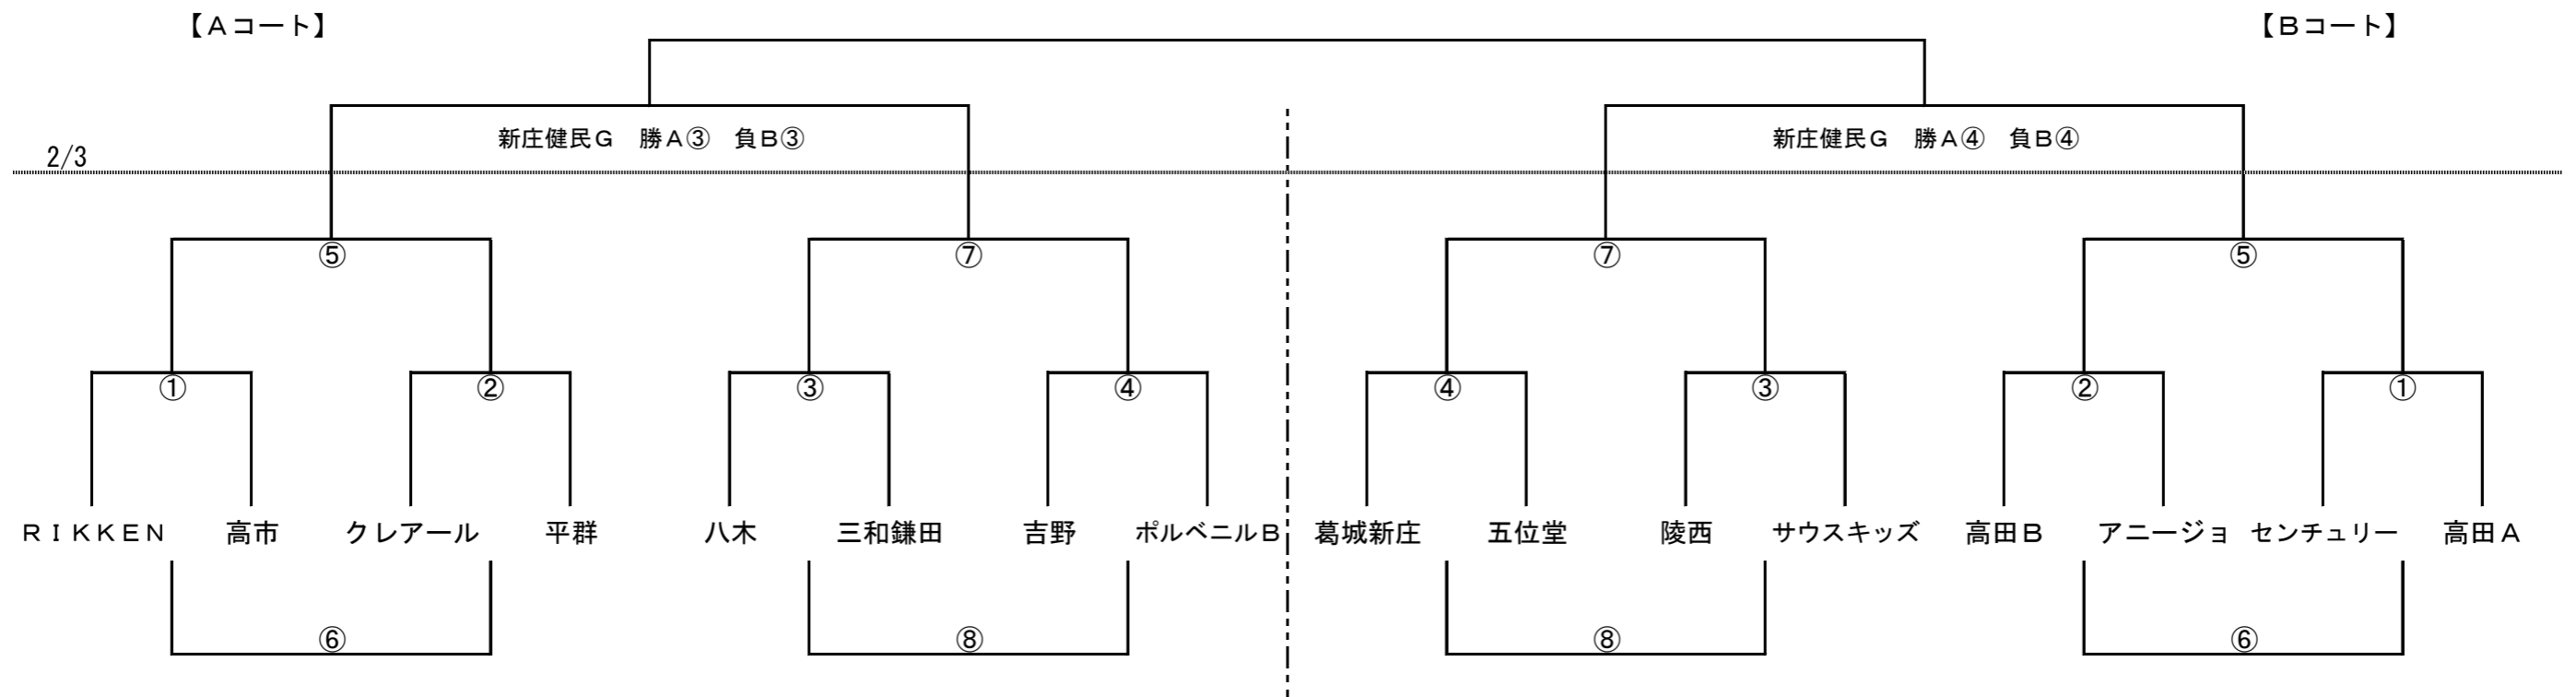 【Ａコート】 【Ｂコート】
新庄健民Ｇ　勝Ａ③　負Ｂ③ 新庄健民Ｇ　勝Ａ④　負Ｂ④
2/3
⑤ ⑦ ⑦ ⑤
① ② ③ ④ ④ ③ ② ①
ＲＩＫＫＥＮ 高市 クレアール 平群 八木 三和鎌田 吉野 ポルベニルＢ 葛城新庄 五位堂 陵西 サウスキッズ 高田Ｂ アニージョ センチュリー 高田Ａ
⑥ ⑧ ⑧ ⑥